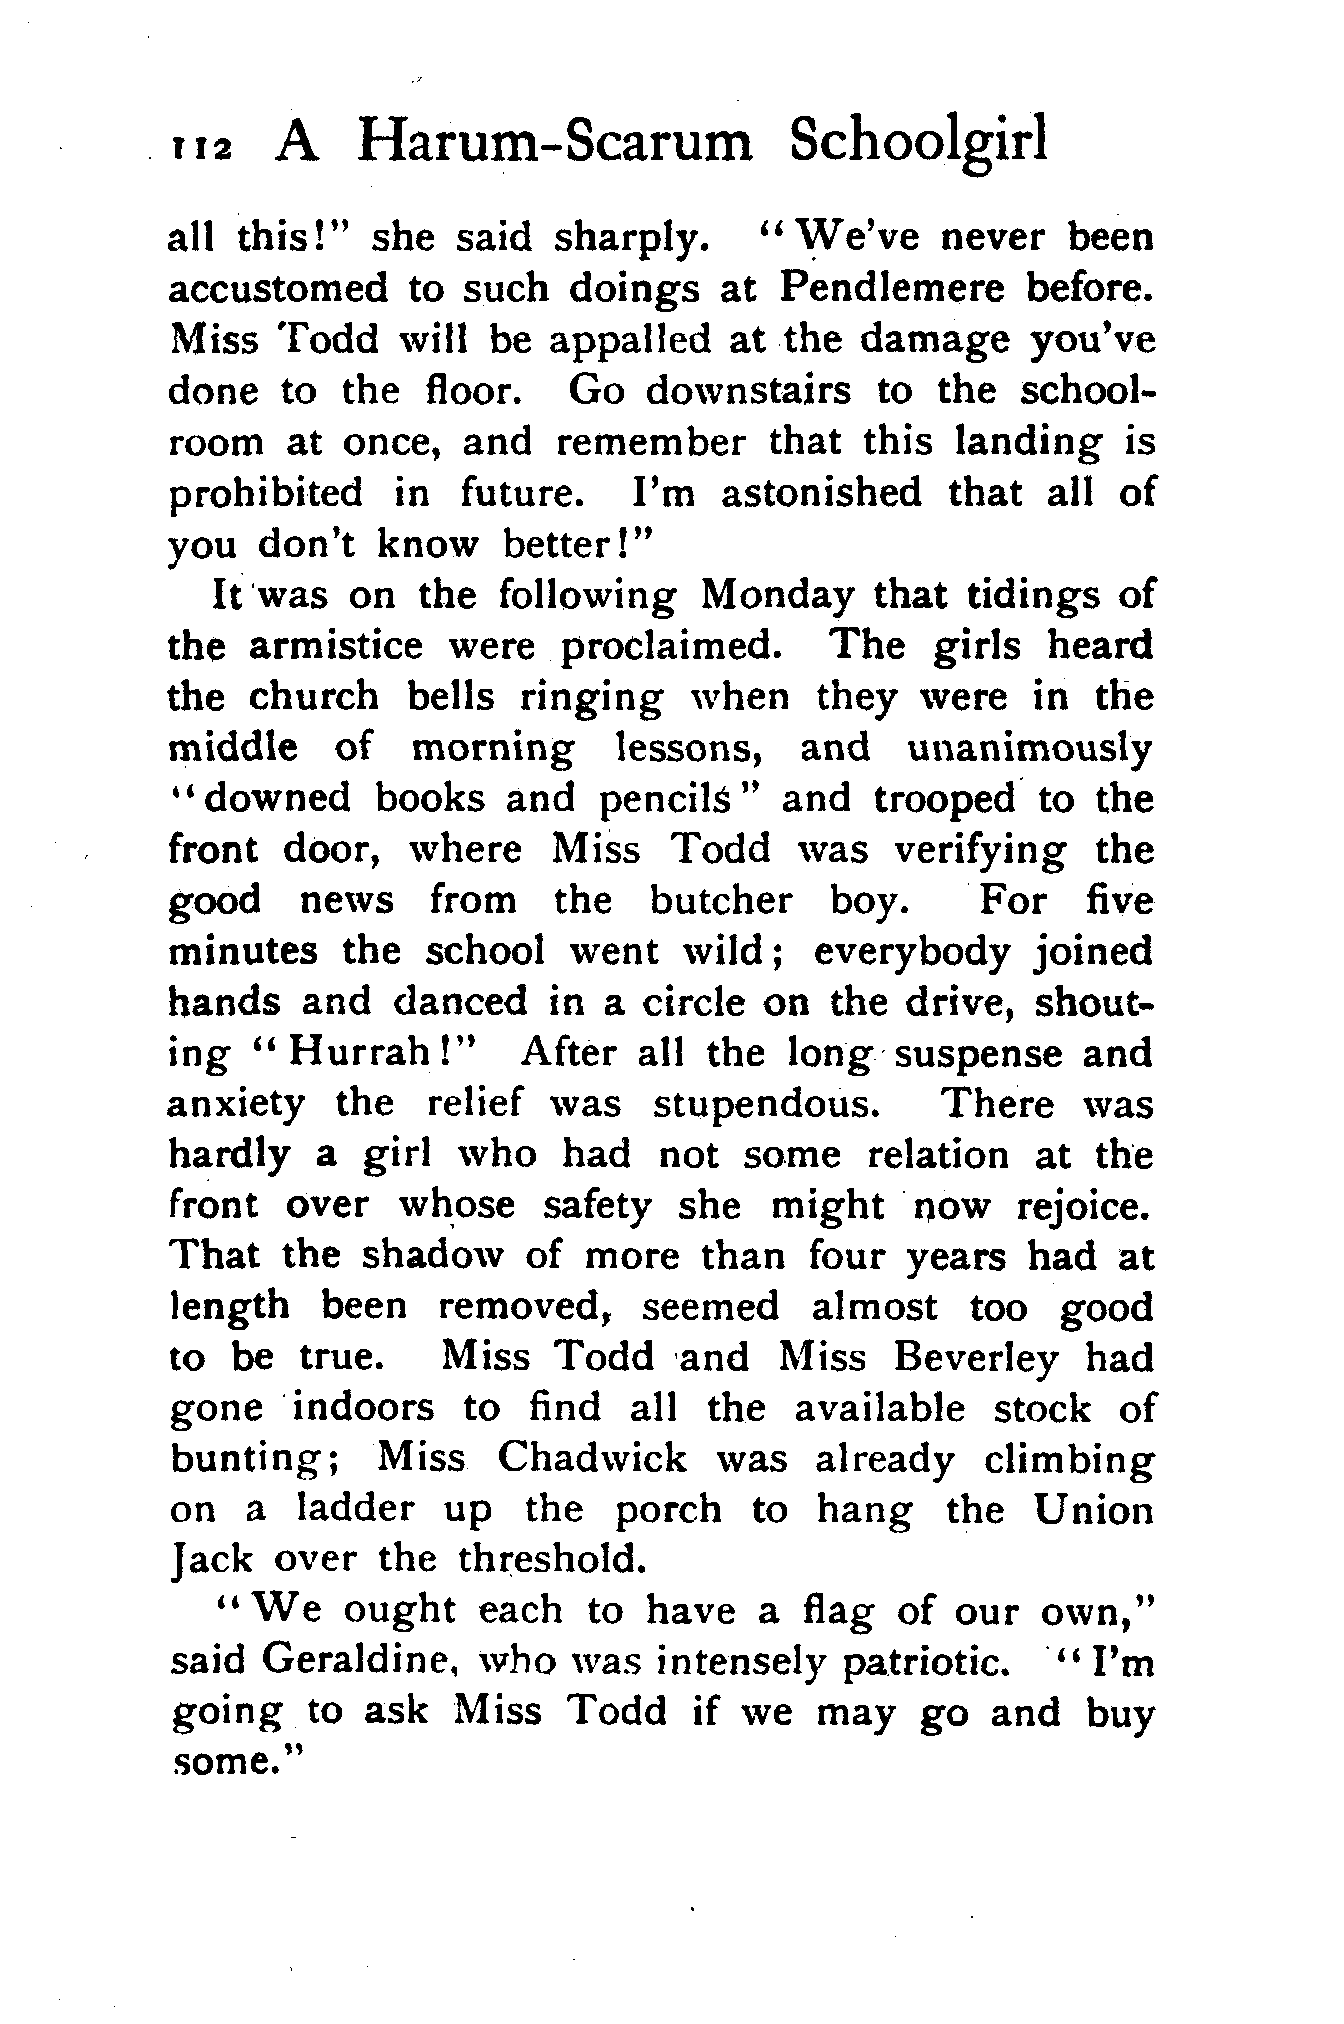 112 A Harum-Scarum Schoolgirl
all this!" she said sharply. "We've never been
accustomed to such doings at Pendlemere before.
Miss Todd will be appalled at the damage you've
done to the floor. Go downstairs to the school-
room at once, and remember that this landing is
prohibited in future. I'm astonished that all of
you don't know better!"
It was on the following Monday that tidings of
the armistice were proclaimed. The girls heard
the church bells ringing when they were in the
middle of morning lessons, and unanimously
"downed books and pencils" and trooped to the
front door, where Miss Todd was verifying the
good news from the butcher boy. For five
minutes the school went wild; everybody joined
hands and danced in a circle on the drive, shout-
ing "Hurrah!" After all the long suspense and
anxiety the relief was stupendous. There was
hardly a girl who had not some relation at the
front over whose safety she might now rejoice.
That the shadow of more than four years had at
length been removed, seemed almost too good
to be true. Miss Todd and Miss Beverley had
gone indoors to find all the available stock of
bunting; Miss Chadwick was already climbing
on a ladder up the porch to hang the Union
Jack over the threshold.
"We ought each to have a flag of our own,"
said Geraldine, who was intensely patriotic. "I'm
going to ask Miss Todd if we may go and buy
some."